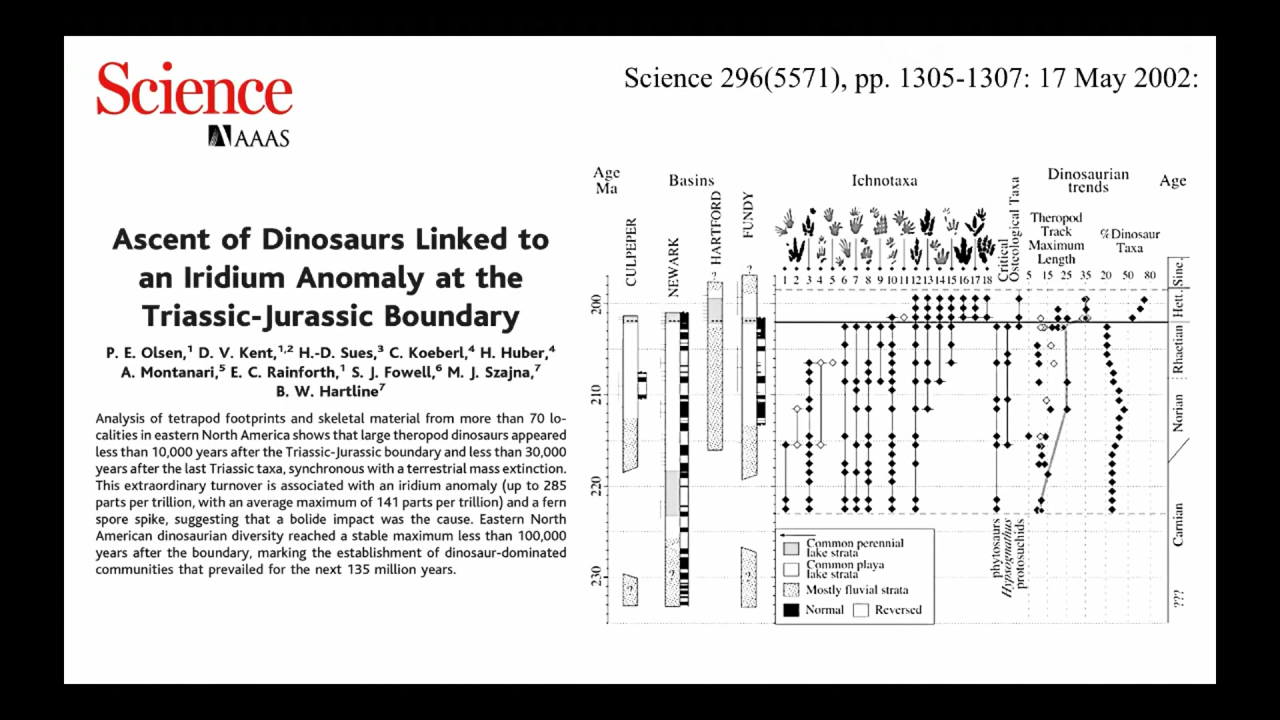 Science
AAAS
Science 296(5571), pp. 1305-1307: 17 May 2002:
Ascent of Dinosaurs Linked to
an Iridium Anomaly at the
Triassic-Jurassic Boundary
P. E. Olsen,¹ D. V. Kent,¹,² H.-D. Sues,³ C. Koeberl,⁴ H. Huber,⁴
A. Montanari,⁵ E. C. Rainforth,¹ S. J. Fowell,⁶ M. J. Szajna,⁷
B. W. Hartline⁷
Analysis of tetrapod footprints and skeletal material from more than 70 lo-
calities in eastern North America shows that large theropod dinosaurs appeared
less than 10,000 years after the Triassic-Jurassic boundary and less than 30,000
years after the last Triassic taxa, synchronous with a terrestrial mass extinction.
This extraordinary turnover is associated with an iridium anomaly (up to 285
parts per trillion, with an average maximum of 141 parts per trillion) and a fern
spore spike, suggesting that a bolide impact was the cause. Eastern North
American dinosaurian diversity reached a stable maximum less than 100,000
years after the boundary, marking the establishment of dinosaur-dominated
communities that prevailed for the next 135 million years.
Age
Ma
Basins
Ichnotaxa
Dinosaurian
trends
Age
CULPEPER
NEWARK
HARTFORD
FUNDY
Critical
Osteological Taxa
Theropod
Track
Maximum
Length
%Dinosaur
Taxa
? ?
1 2 3 4 5 6 7 8 9 10 11 12 13 14 15 16 17 18
5 15 25 35 20 50 80
200
210
220
230
? ? ?
Sine.
Hett.
Rhaetian
Norian
Carnian
???
phytosaurs
Hypsognathus
protosuchids
Common perennial
lake strata
Common playa
lake strata
Mostly fluvial strata
Normal Reversed